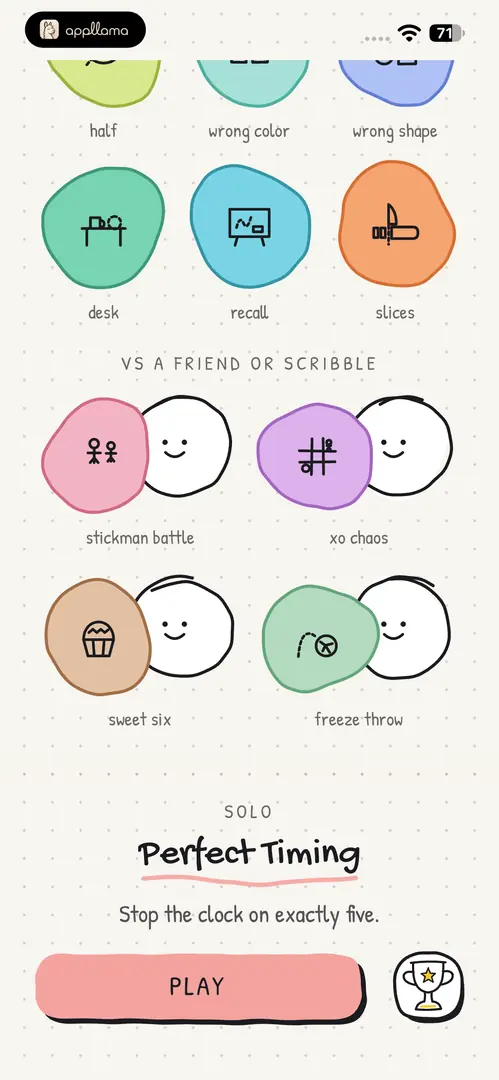 appllama
71
half
wrong color
wrong shape
desk
recall
slices
VS A FRIEND OR SCRIBBLE
stickman battle
xo chaos
sweet six
freeze throw
SOLO
Perfect Timing
Stop the clock on exactly five.
PLAY